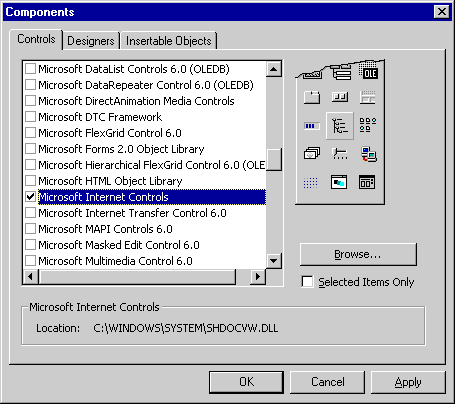 Components
Controls Designers Insertable Objects
Microsoft DataList Controls 6.0 (OLEDB)
Microsoft DataRepeater Control 6.0 (OLEDB)
Microsoft DirectAnimation Media Controls
Microsoft DTC Framework
Microsoft FlexGrid Control 6.0
Microsoft Forms 2.0 Object Library
Microsoft Hierarchical FlexGrid Control 6.0 (OLE
Microsoft HTML Object Library
Microsoft Internet Controls
Microsoft Internet Transfer Control 6.0
Microsoft MAPI Controls 6.0
Microsoft Masked Edit Control 6.0
Microsoft Multimedia Control 6.0
OLE
Browse...
Selected Items Only
Microsoft Internet Controls
Location: C:\WINDOWS\SYSTEM\SHDOCVW.DLL
OK Cancel Apply